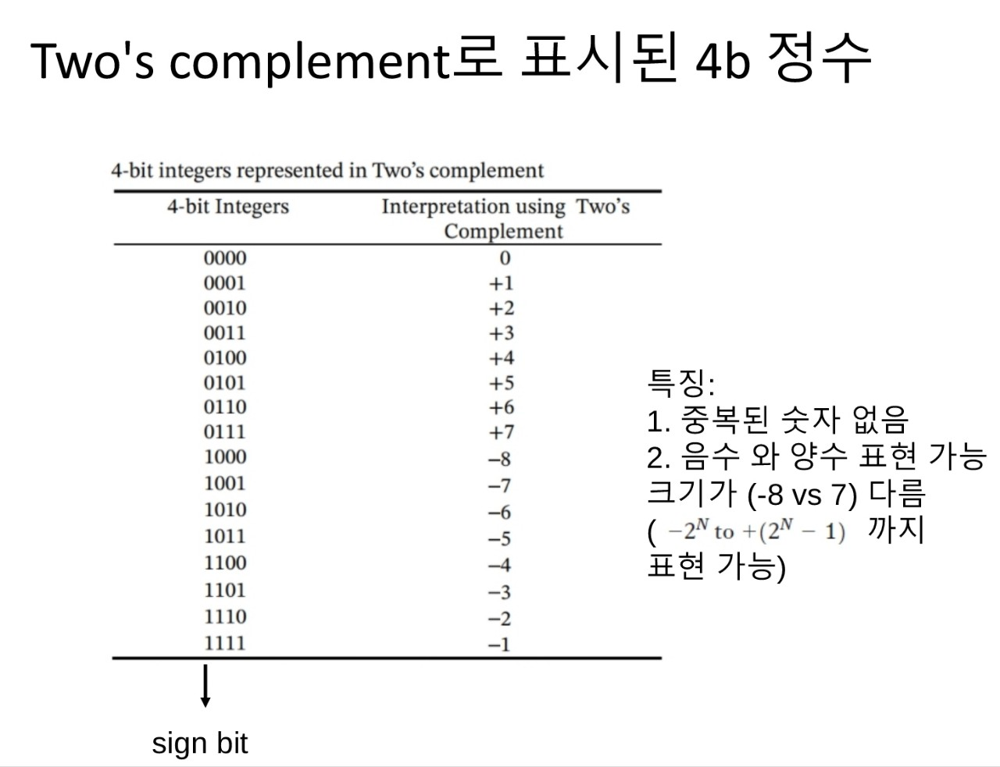 Two's complement로 표시된 4b 정수
4-bit integers represented in Two's complement
4-bit Integers Interpretation using Two's
Complement
0000 0
0001 +1
0010 +2
0011 +3
0100 +4
0101 +5
0110 +6
0111 +7
1000 −8
1001 −7
1010 −6
1011 −5
1100 −4
1101 −3
1110 −2
1111 −1
sign bit
특징:
1. 중복된 숫자 없음
2. 음수 와 양수 표현 가능
크기가 (-8 vs 7) 다름
( −2^N to +(2^N − 1) 까지
표현 가능)